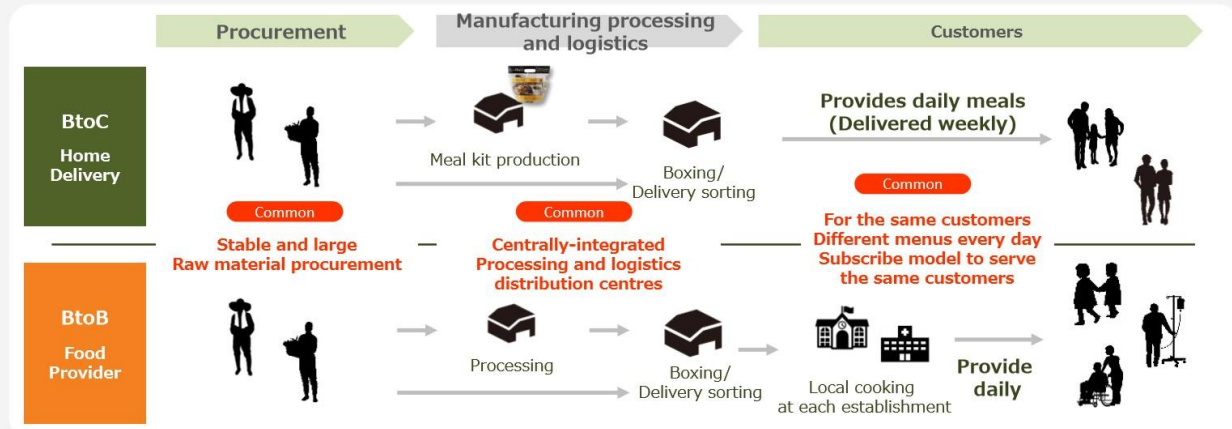 Procurement
Manufacturing processing
and logistics
Customers
BtoC
Home
Delivery
Meal kit production
Boxing/
Delivery sorting
Provides daily meals
(Delivered weekly)
Common
Stable and large
Raw material procurement
Common
Centrally-integrated
Processing and logistics
distribution centres
Common
For the same customers
Different menus every day
Subscribe model to serve
the same customers
BtoB
Food
Provider
Processing
Boxing/
Delivery sorting
Local cooking
at each establishment
Provide
daily